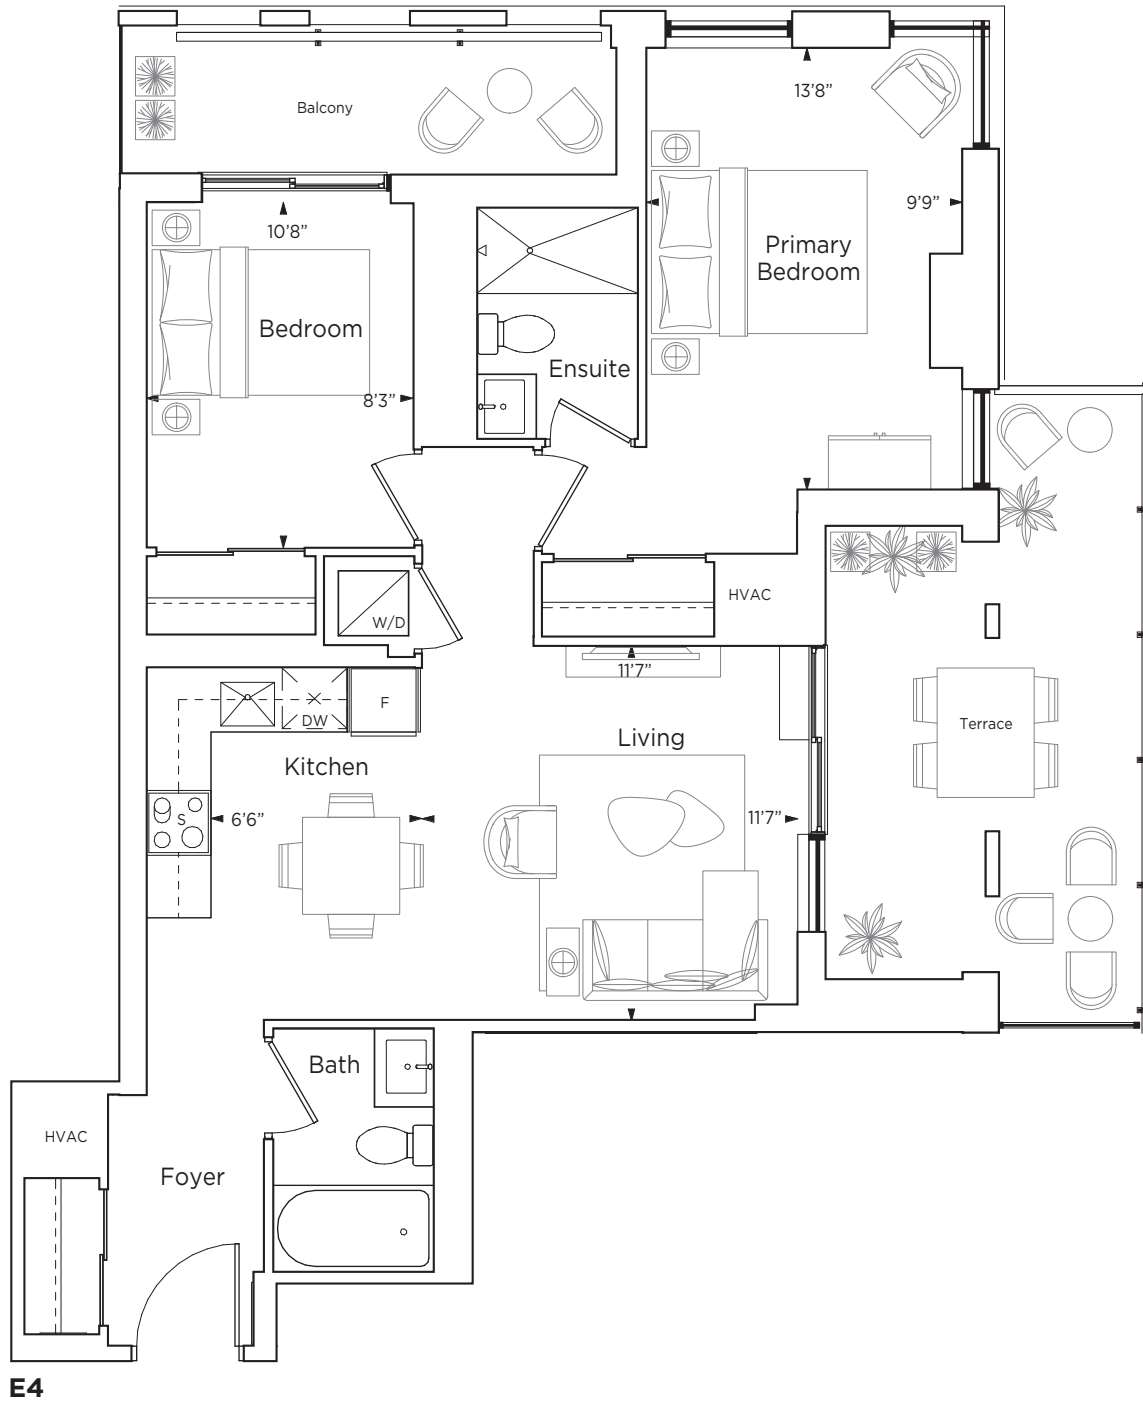 Balcony
13’8”
9’9”
10’8”
Primary
Bedroom
Bedroom
Ensuite
8’3”
HVAC
W/D
11’7”
F
DW
Living
Terrace
Kitchen
S
6’6”
11’7”
Bath
HVAC
Foyer
E4